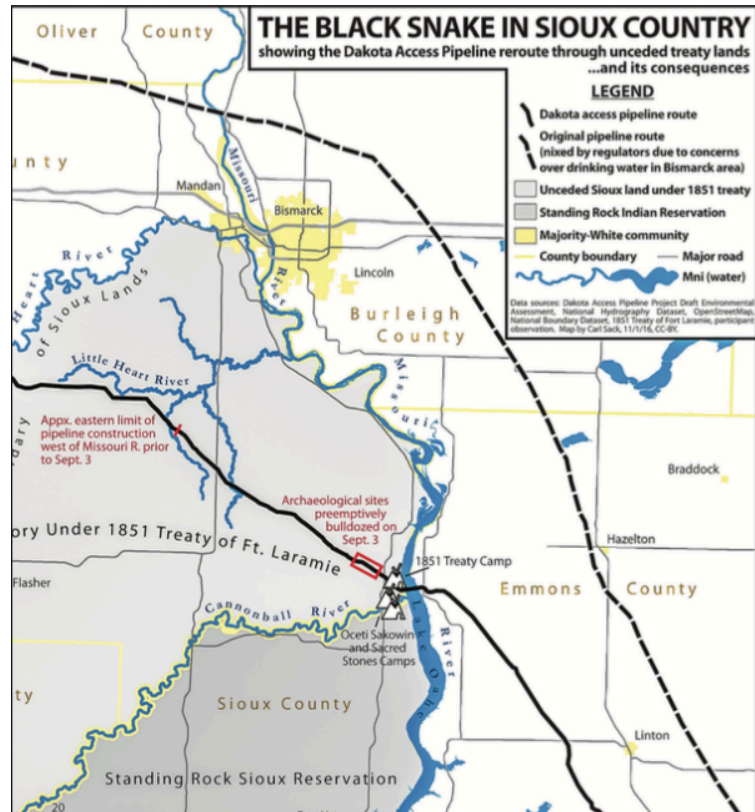 THE BLACK SNAKE IN SIOUX COUNTRY
showing the Dakota Access Pipeline reroute through unceded treaty lands
...and its consequences
LEGEND
Dakota access pipeline route
Original pipeline route
(nixed by regulators due to concerns
over drinking water in Bismarck area)
Unceded Sioux land under 1851 treaty
Standing Rock Indian Reservation
Majority-White community
County boundary
Major road
Mni (water)
Data sources: Dakota Access Pipeline Project Draft Environmental
Assessment, National Hydrography Dataset, OpenStreetMap,
National Boundary Dataset, 1851 Treaty of Fort Laramie, participant
observation. Map by Carl Sack, 11/1/16, CC-BY.
Oliver County
unty
Missouri
Mandan
Bismarck
River
Lincoln
Heart River
of Sioux Lands
Burleigh
County
Little Heart River
Missouri
Appx. eastern limit of
pipeline construction
west of Missouri R. prior
to Sept. 3
dary
Braddock
Archaeological sites
preemptively
bulldozed on
Sept. 3
ory Under 1851 Treaty of Ft. Laramie
Hazelton
1851 Treaty Camp
Flasher
Emmons County
Cannonball River
Lake Oahe
River
Oceti Sakowin
and Sacred
Stones Camps
ty
Sioux County
Linton
Standing Rock Sioux Reservation
20